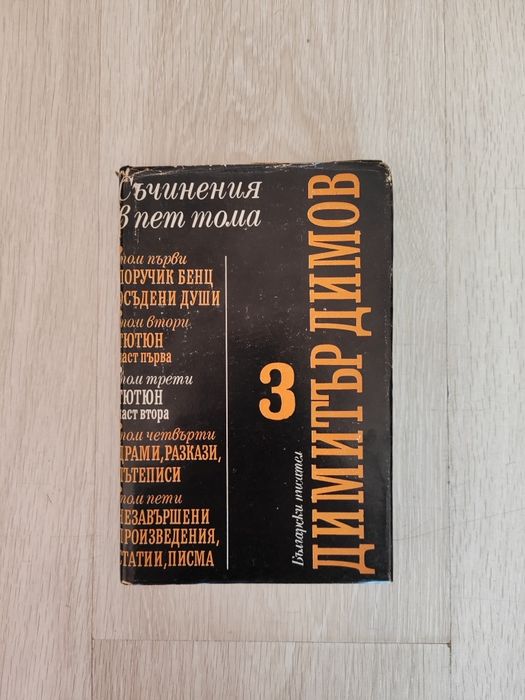 Съчинения
в пет тома
том първи
ПОРУЧИК БЕНЦ
ОСЪДЕНИ ДУШИ
том втори
ТЮТЮН
част първа
том трети
ТЮТЮН
част втора
том четвърти
ДРАМИ, РАЗКАЗИ,
ПЪТЕПИСИ
том пети
НЕЗАВЪРШЕНИ
ПРОИЗВЕДЕНИЯ,
СТАТИИ, ПИСМА
3
Български писател
ДИМИТЪР ДИМОВ